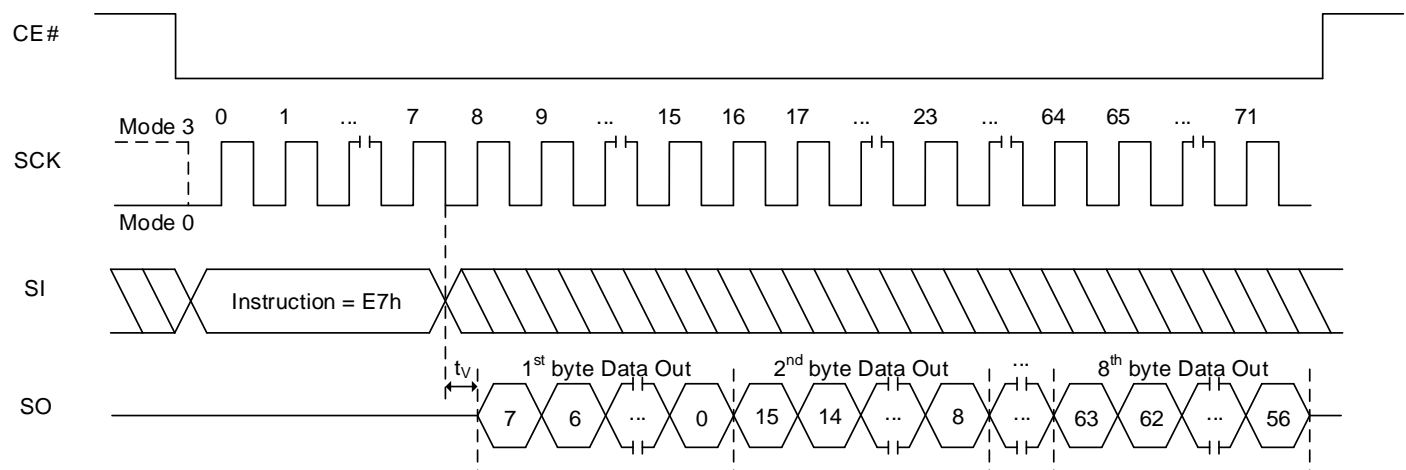 CE#
0 1 ... 7 8 9 ... 15 16 17 ... 23 ... 64 65 ... 71
Mode 3
SCK
Mode 0
SI
Instruction = E7h
tV 1st byte Data Out 2nd byte Data Out ... 8th byte Data Out
SO
7 6 ... 0 15 14 ... 8 ... 63 62 ... 56